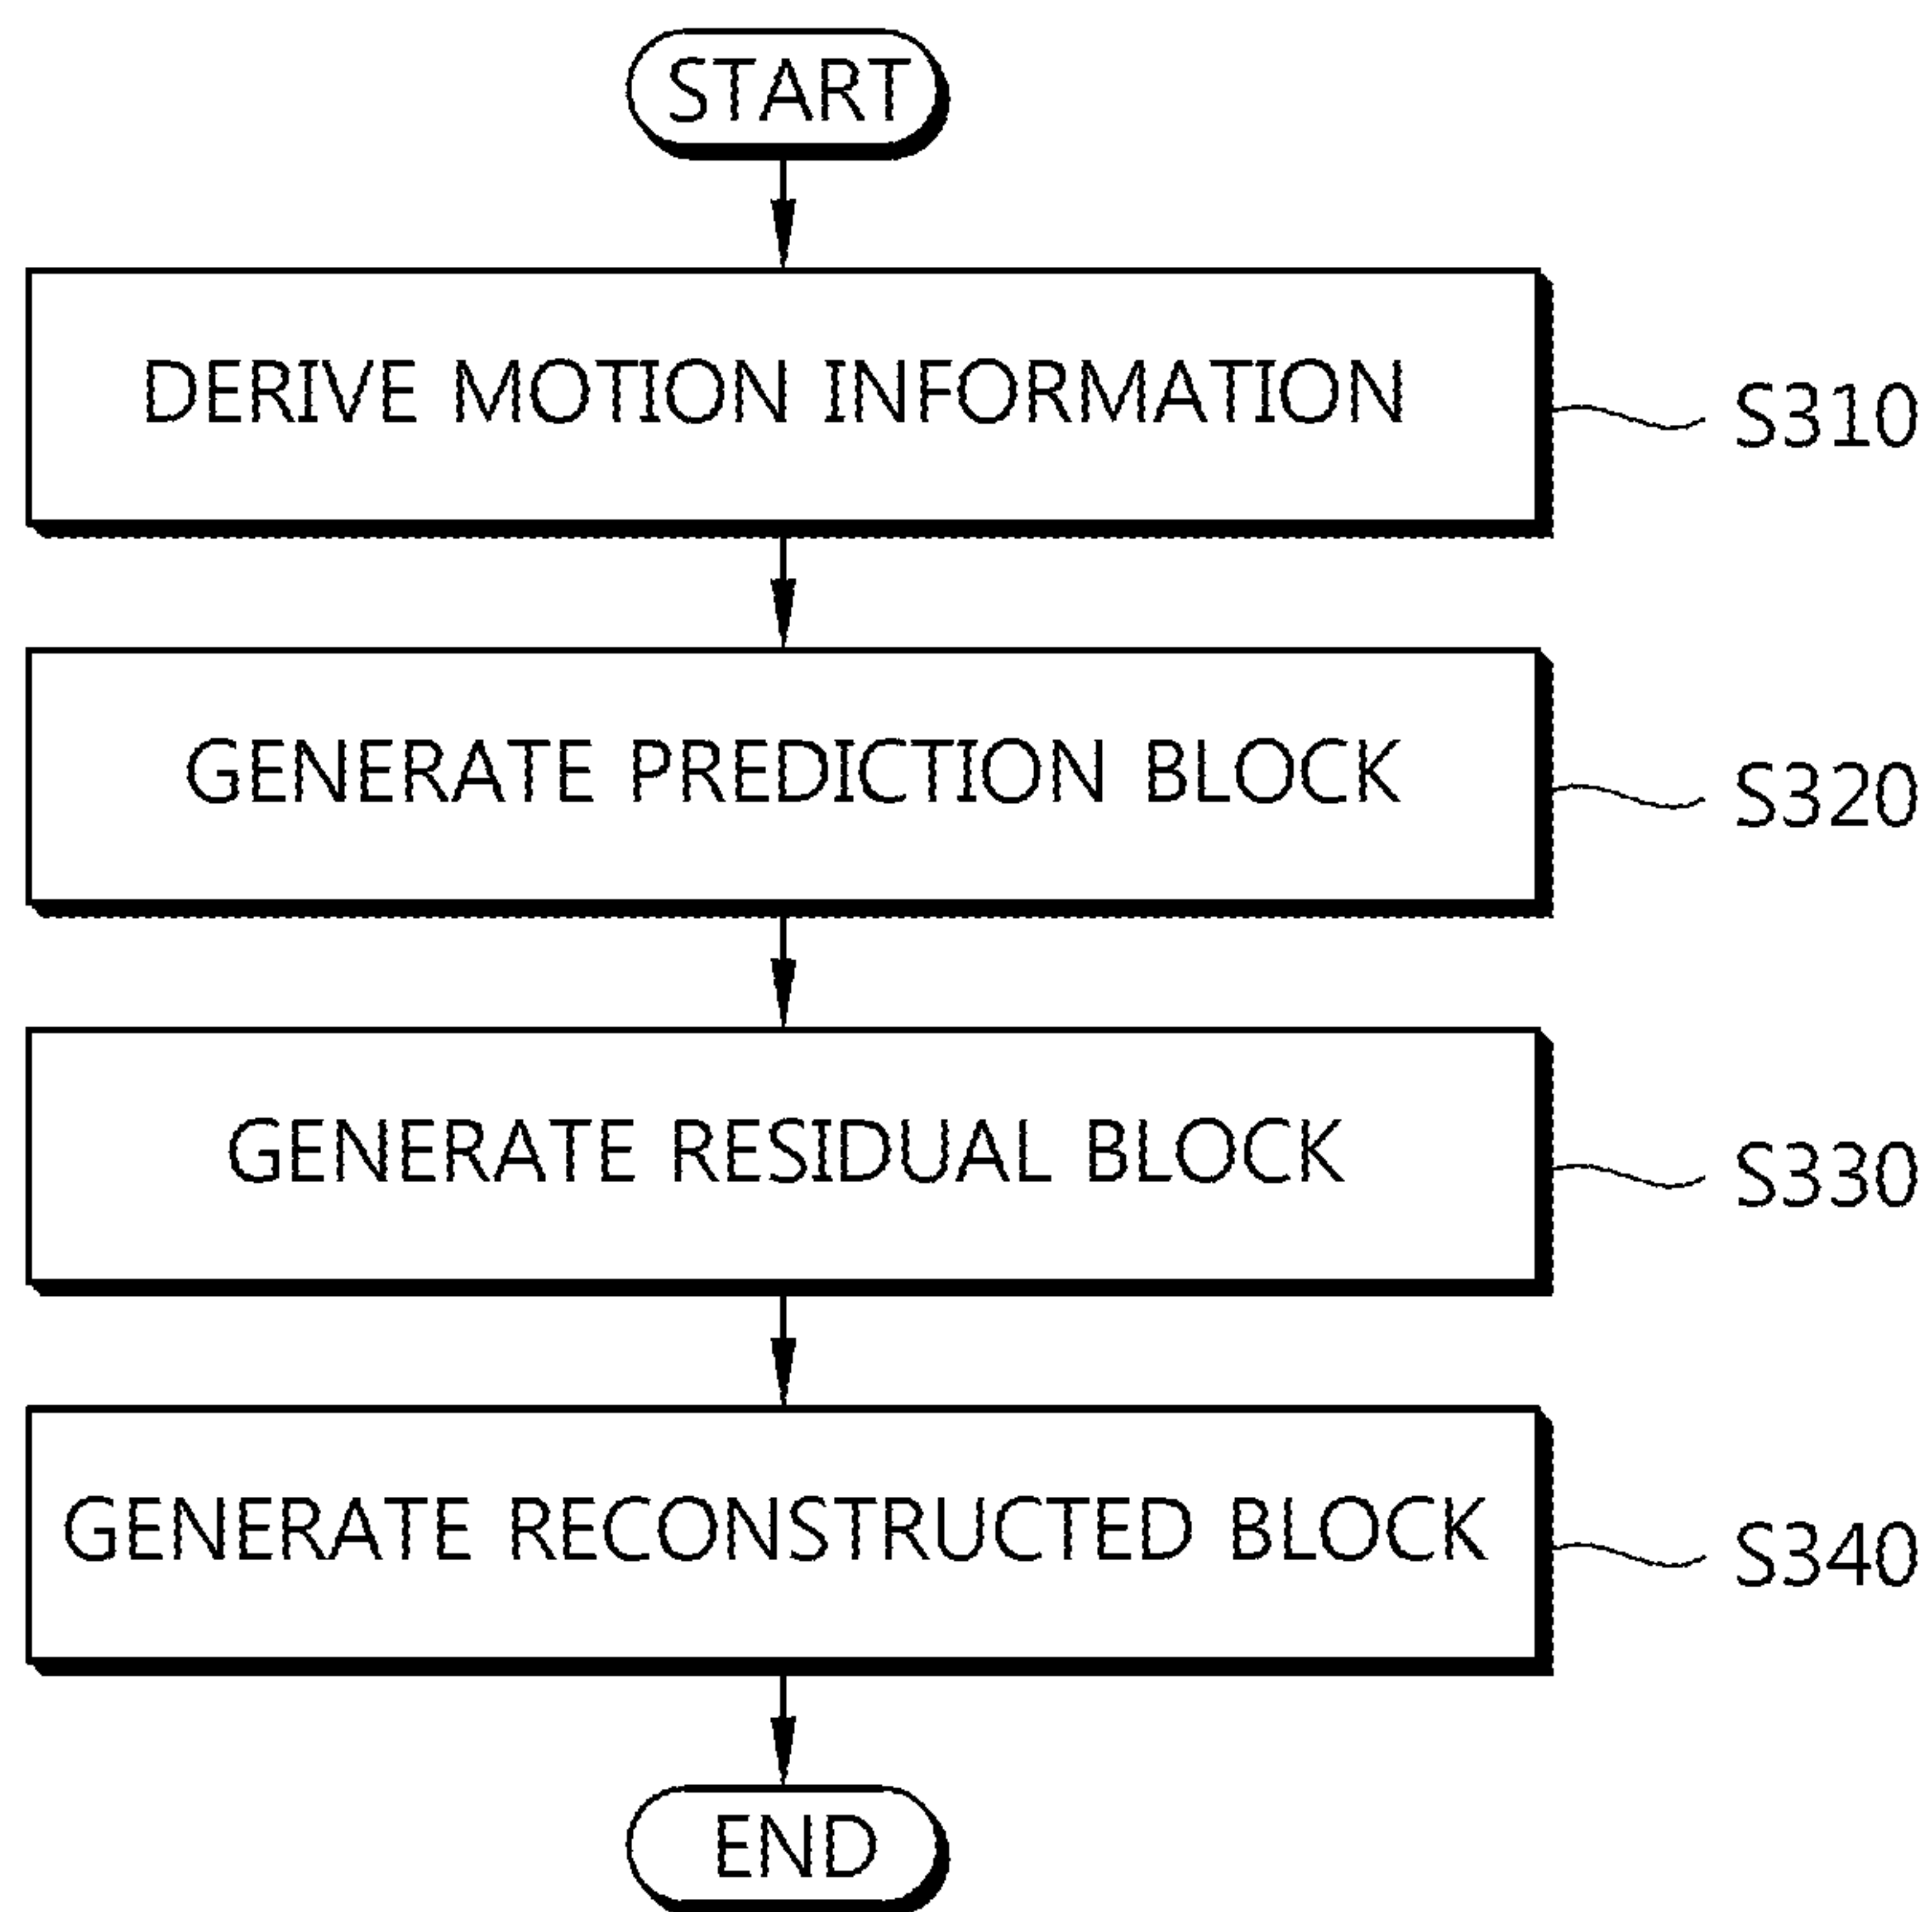 START
DERIVE MOTION INFORMATION
S310
GENERATE PREDICTION BLOCK
S320
GENERATE RESIDUAL BLOCK
S330
GENERATE RECONSTRUCTED BLOCK
S340
END